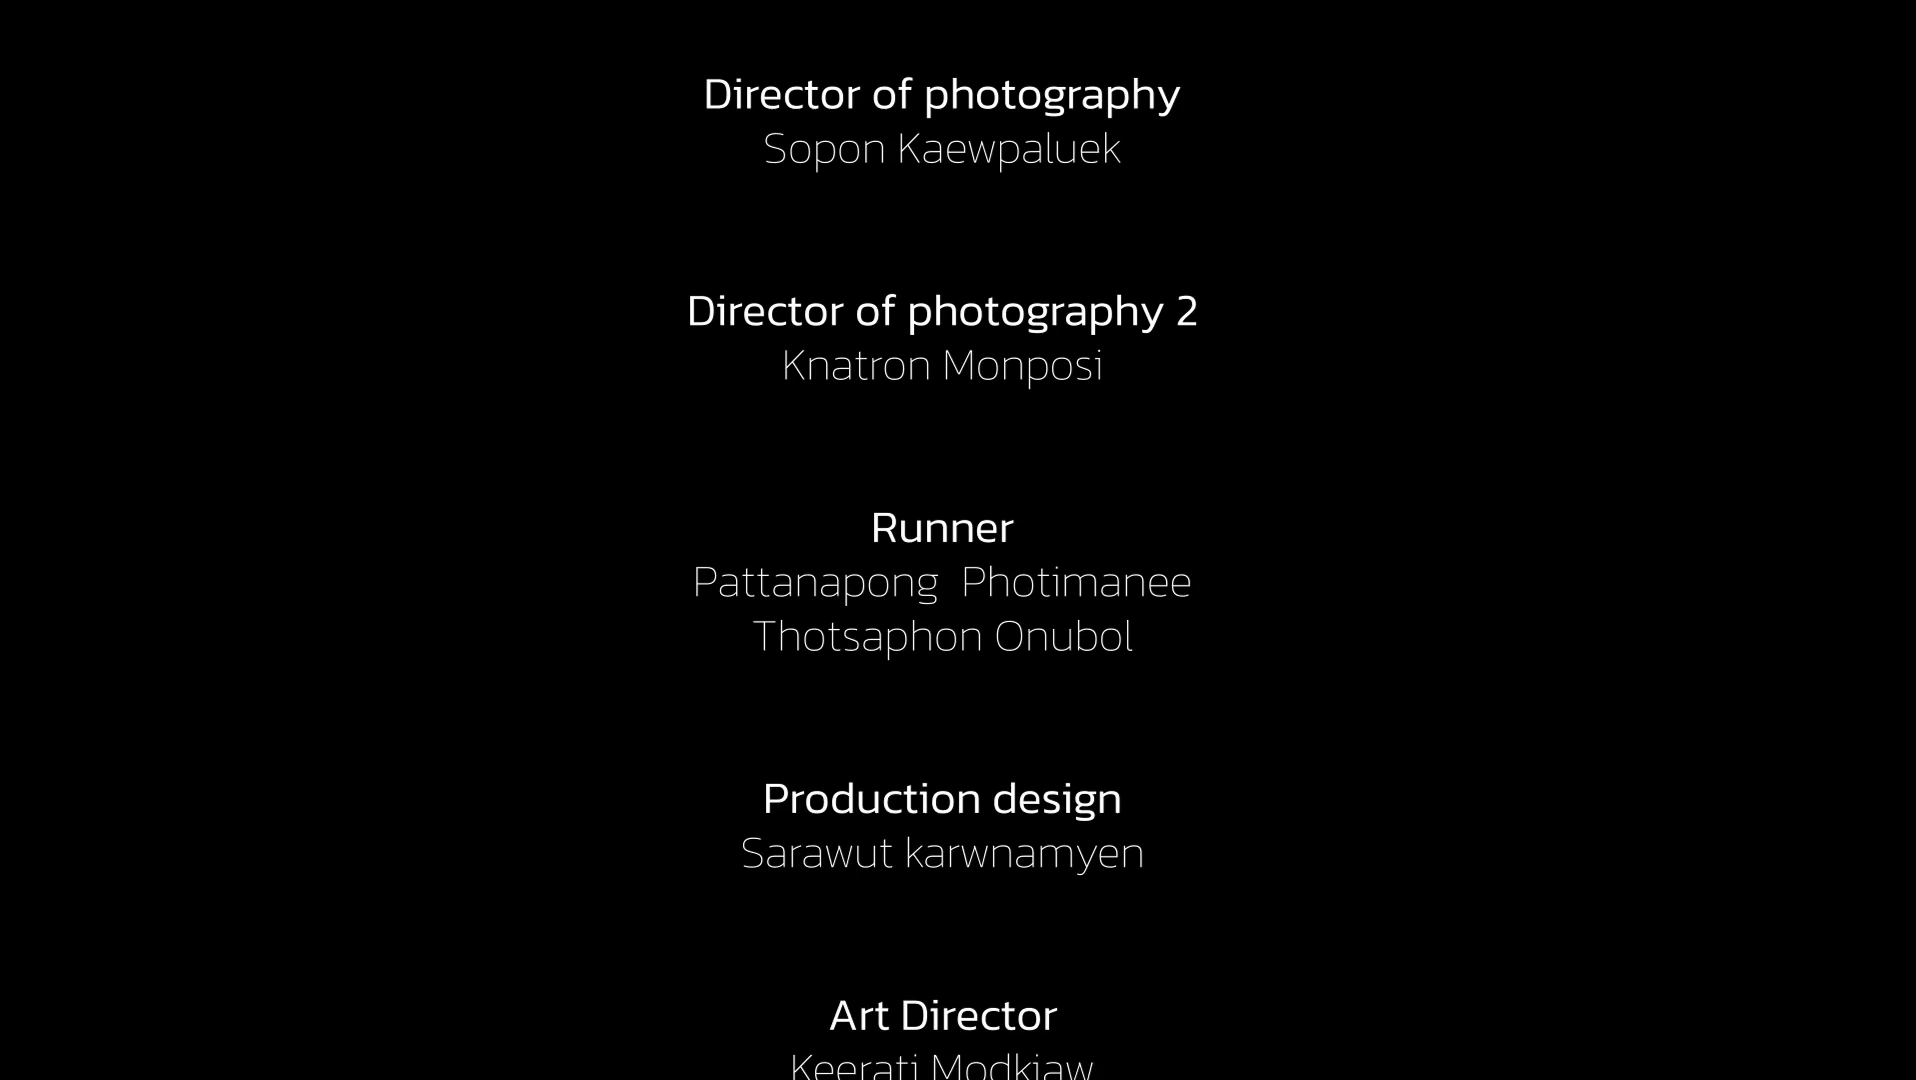 Director of photography
Sopon Kaewpaluek
Director of photography 2
Knatron Monposi
Runner
Pattanapong Photimanee
Thotsaphon Onubol
Production design
Sarawut karwnamyen
Art Director
Keerati Modkiaw